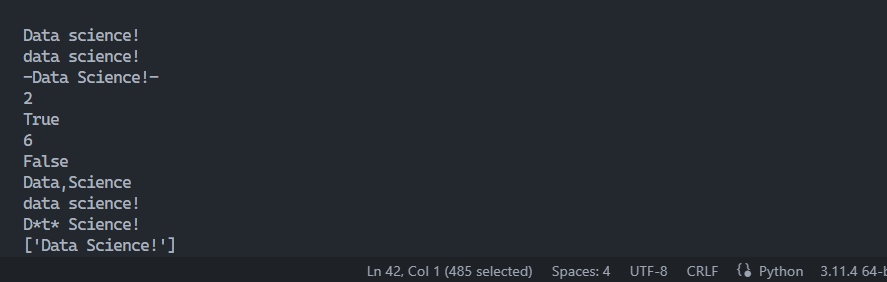 Data science!
data science!
-Data Science!-
2
True
6
False
Data,Science
data science!
D*t* Science!
['Data Science!']
Ln 42, Col 1 (485 selected) Spaces: 4 UTF-8 CRLF Python 3.11.4 64-b